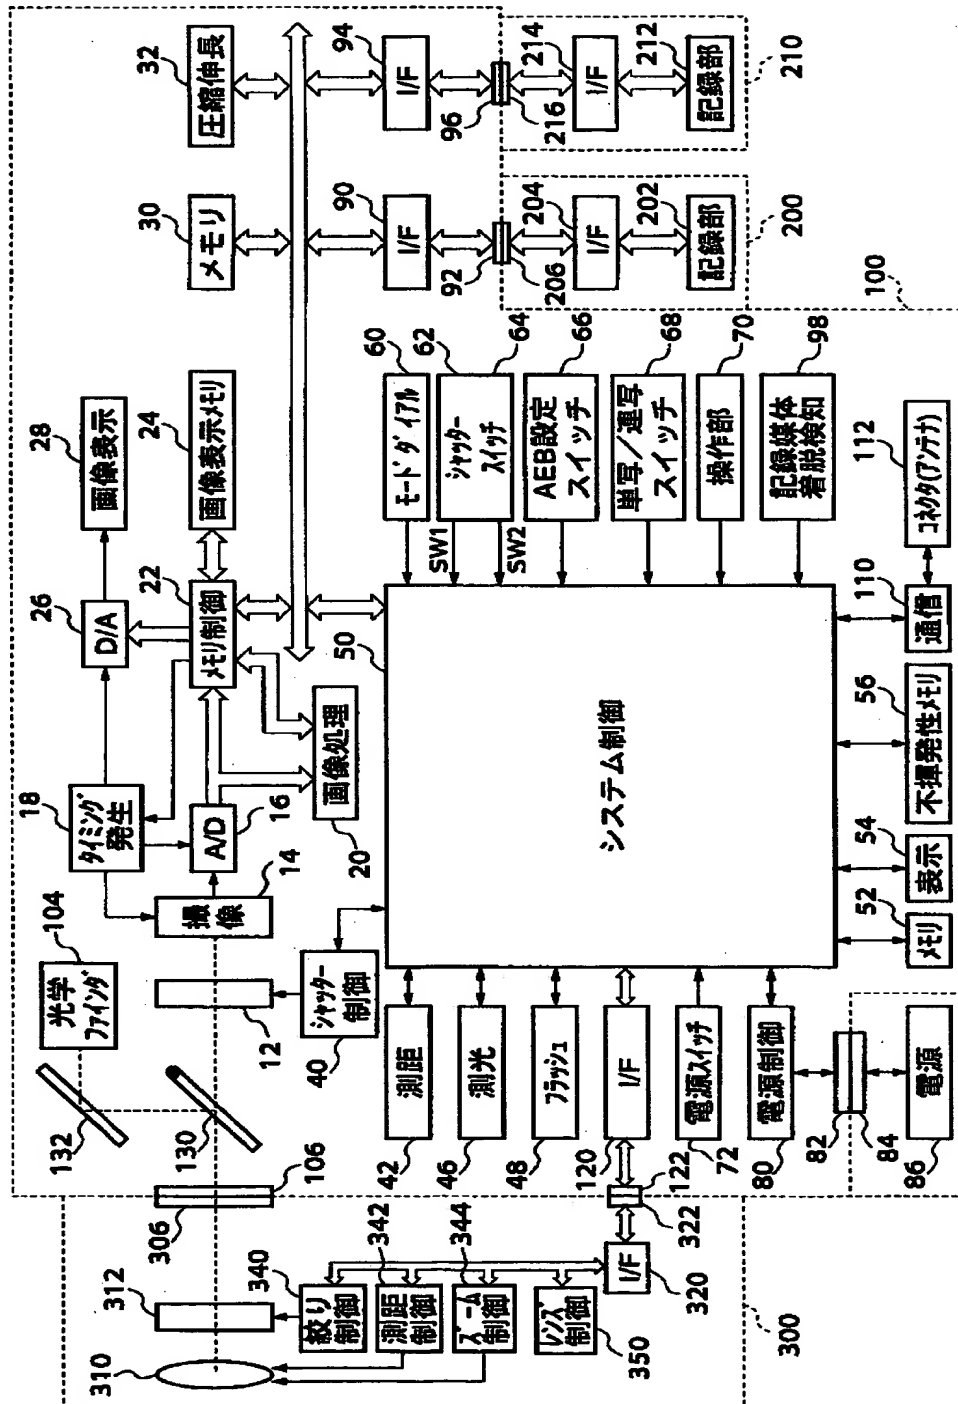 32
圧縮伸長
94
I/F
96
216
214
I/F
212
記録部
210
30
メモリ
90
I/F
92
206
204
I/F
202
記録部
200
100
28
画像表示
24
画像表示メモリ
26
D/A
22
メモリ制御
18
タイミング
発生
16
A/D
20
画像処理
14
撮像
104
光学
ファインダ
12
40
シャッター
制御
132
130
106
306
312
310
50
システム制御
60
モードダイアル
62
シャッター
スイッチ
64
SW1
SW2
66
AEB設定
スイッチ
68
単写/連写
スイッチ
70
操作部
98
記録媒体
着脱検知
112
コネクタ(アンテナ)
110
通信
56
不揮発性メモリ
54
表示
52
メモリ
測距
42
測光
46
フラッシュ
48
I/F
120
122
電源スイッチ
72
電源制御
80
82
84
電源
86
322
I/F
320
340
絞り
制御
342
測距
制御
344
ズーム
制御
レンズ
制御
350
300